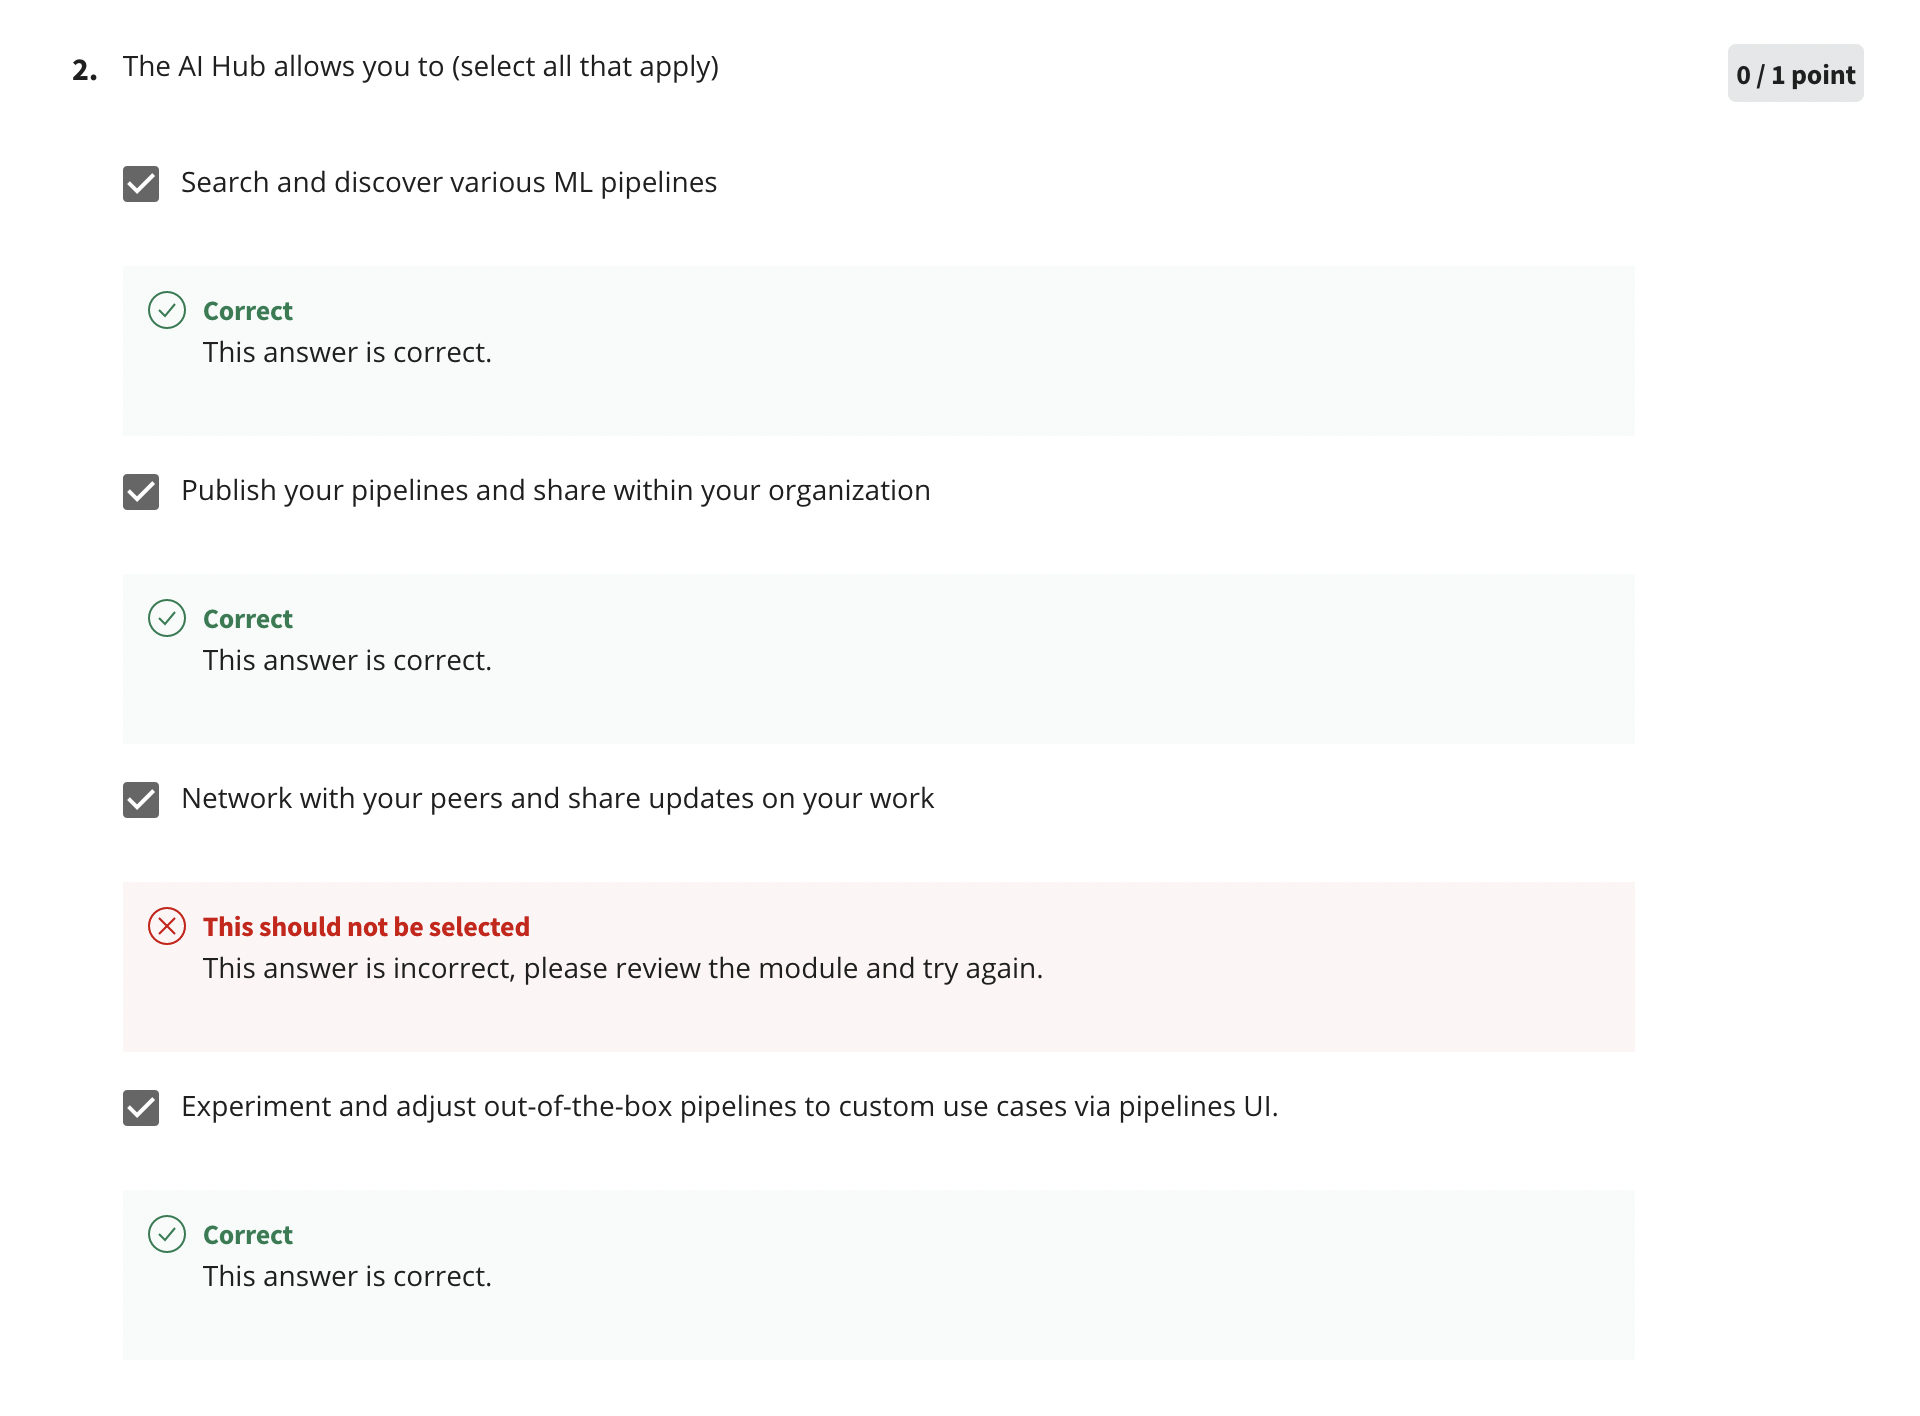 2. The AI Hub allows you to (select all that apply)
0 / 1 point
Search and discover various ML pipelines
Correct
This answer is correct.
Publish your pipelines and share within your organization
Correct
This answer is correct.
Network with your peers and share updates on your work
This should not be selected
This answer is incorrect, please review the module and try again.
Experiment and adjust out-of-the-box pipelines to custom use cases via pipelines UI.
Correct
This answer is correct.